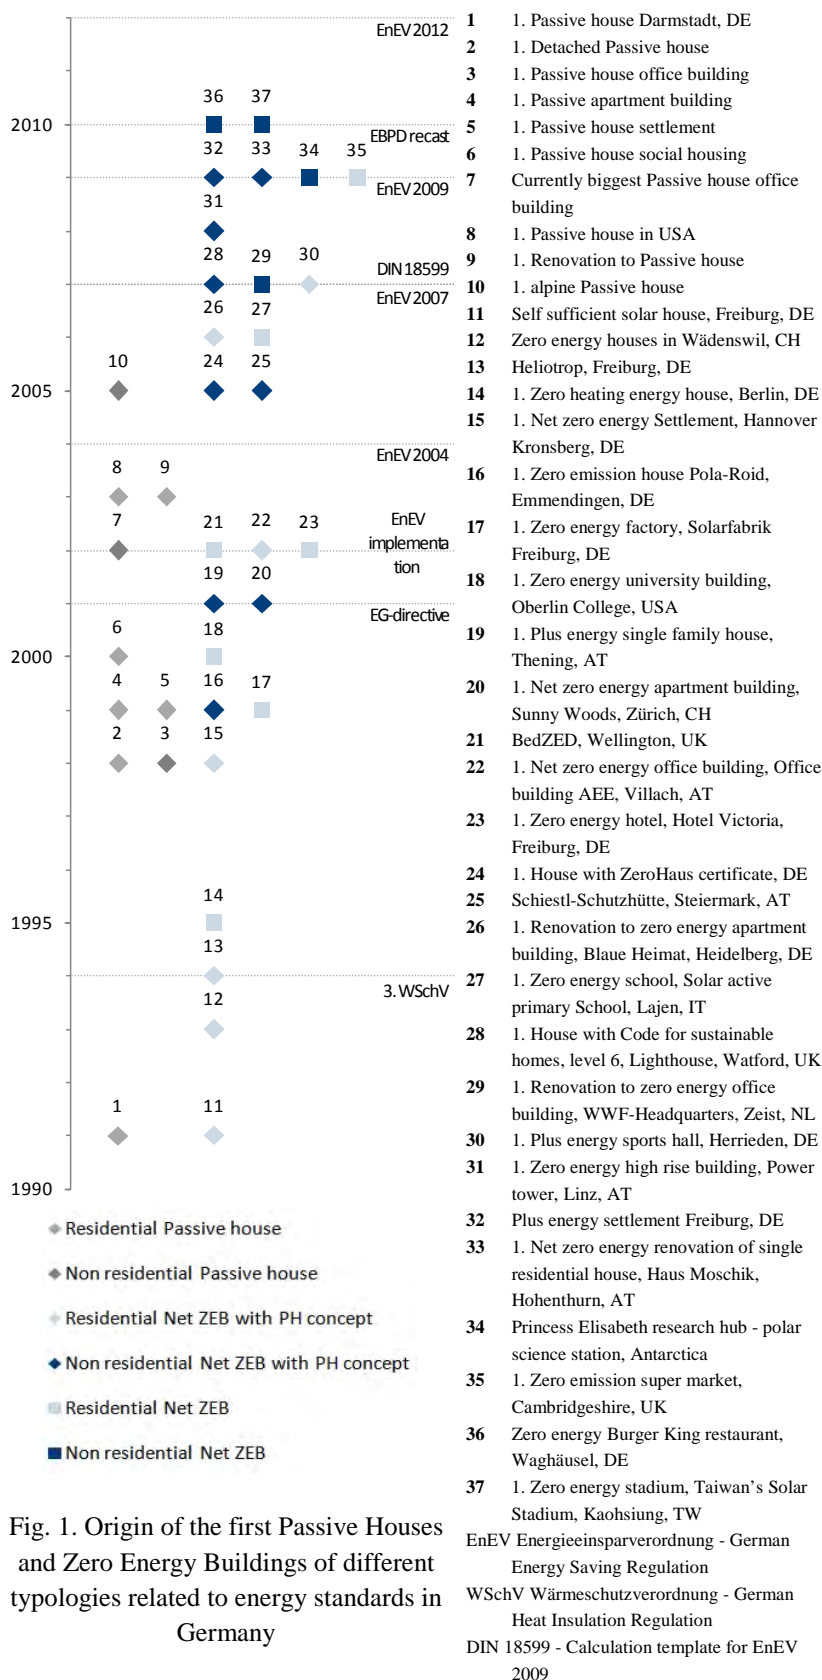 EnEV 2012
36 37
2010
EBPD recast
32 33 34 35
EnEV 2009
31
28 29 30
DIN 18599
EnEV 2007
26 27
10 24 25
2005
EnEV 2004
8 9
7 21 22 23
EnEV
implementa
tion
19 20
EG-directive
6 18
2000
4 5 16 17
2 3 15
14
1995
13
3. WSchV
12
1 11
1990
Residential Passive house
Non residential Passive house
Residential Net ZEB with PH concept
Non residential Net ZEB with PH concept
Residential Net ZEB
Non residential Net ZEB
Fig. 1. Origin of the first Passive Houses
and Zero Energy Buildings of different
typologies related to energy standards in
Germany
1 1. Passive house Darmstadt, DE
2 1. Detached Passive house
3 1. Passive house office building
4 1. Passive apartment building
5 1. Passive house settlement
6 1. Passive house social housing
7 Currently biggest Passive house office
building
8 1. Passive house in USA
9 1. Renovation to Passive house
10 1. alpine Passive house
11 Self sufficient solar house, Freiburg, DE
12 Zero energy houses in Wädenswil, CH
13 Heliotrop, Freiburg, DE
14 1. Zero heating energy house, Berlin, DE
15 1. Net zero energy Settlement, Hannover
Kronsberg, DE
16 1. Zero emission house Pola-Roid,
Emmendingen, DE
17 1. Zero energy factory, Solarfabrik
Freiburg, DE
18 1. Zero energy university building,
Oberlin College, USA
19 1. Plus energy single family house,
Thening, AT
20 1. Net zero energy apartment building,
Sunny Woods, Zürich, CH
21 BedZED, Wellington, UK
22 1. Net zero energy office building, Office
building AEE, Villach, AT
23 1. Zero energy hotel, Hotel Victoria,
Freiburg, DE
24 1. House with ZeroHaus certificate, DE
25 Schiestl-Schutzhütte, Steiermark, AT
26 1. Renovation to zero energy apartment
building, Blaue Heimat, Heidelberg, DE
27 1. Zero energy school, Solar active
primary School, Lajen, IT
28 1. House with Code for sustainable
homes, level 6, Lighthouse, Watford, UK
29 1. Renovation to zero energy office
building, WWF-Headquarters, Zeist, NL
30 1. Plus energy sports hall, Herrieden, DE
31 1. Zero energy high rise building, Power
tower, Linz, AT
32 Plus energy settlement Freiburg, DE
33 1. Net zero energy renovation of single
residential house, Haus Moschik,
Hohenthurn, AT
34 Princess Elisabeth research hub - polar
science station, Antarctica
35 1. Zero emission super market,
Cambridgeshire, UK
36 Zero energy Burger King restaurant,
Waghäusel, DE
37 1. Zero energy stadium, Taiwan's Solar
Stadium, Kaohsiung, TW
EnEV Energieeinsparverordnung - German
Energy Saving Regulation
WSchV Wärmeschutzverordnung - German
Heat Insulation Regulation
DIN 18599 - Calculation template for EnEV
2009